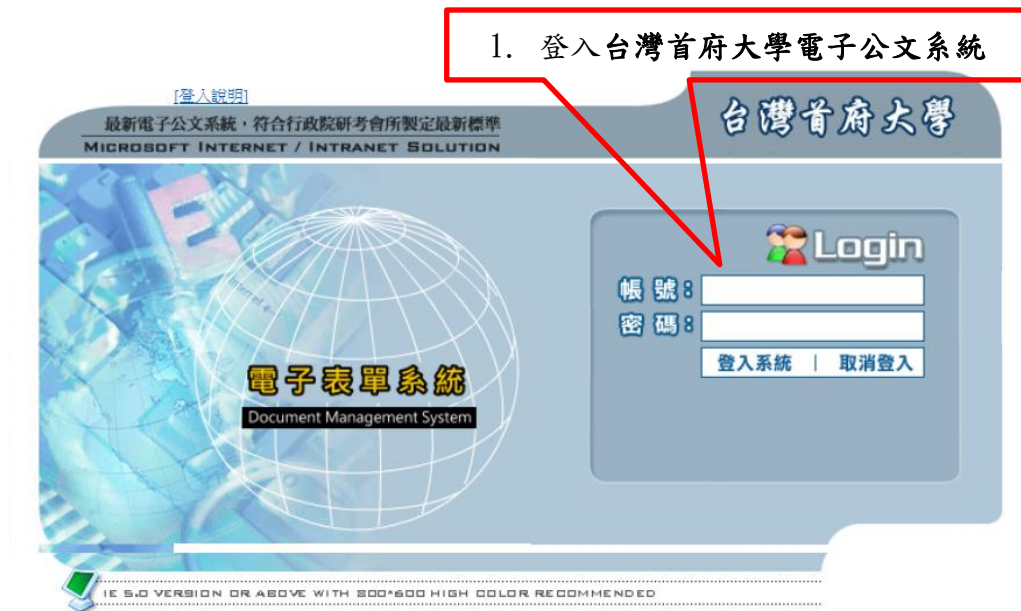 1. 登入台灣首府大學電子公文系統
[登入說明]
最新電子公文系統，符合行政院研考會所製定最新標準
MICROSOFT INTERNET / INTRANET SOLUTION
台灣首府大學
Internet
Login
帳號：
密碼：
登入系統 | 取消登入
電子表單系統
Document Management System
IE 5.0 VERSION OR ABOVE WITH 800*600 HIGH COLOR RECOMMENDED